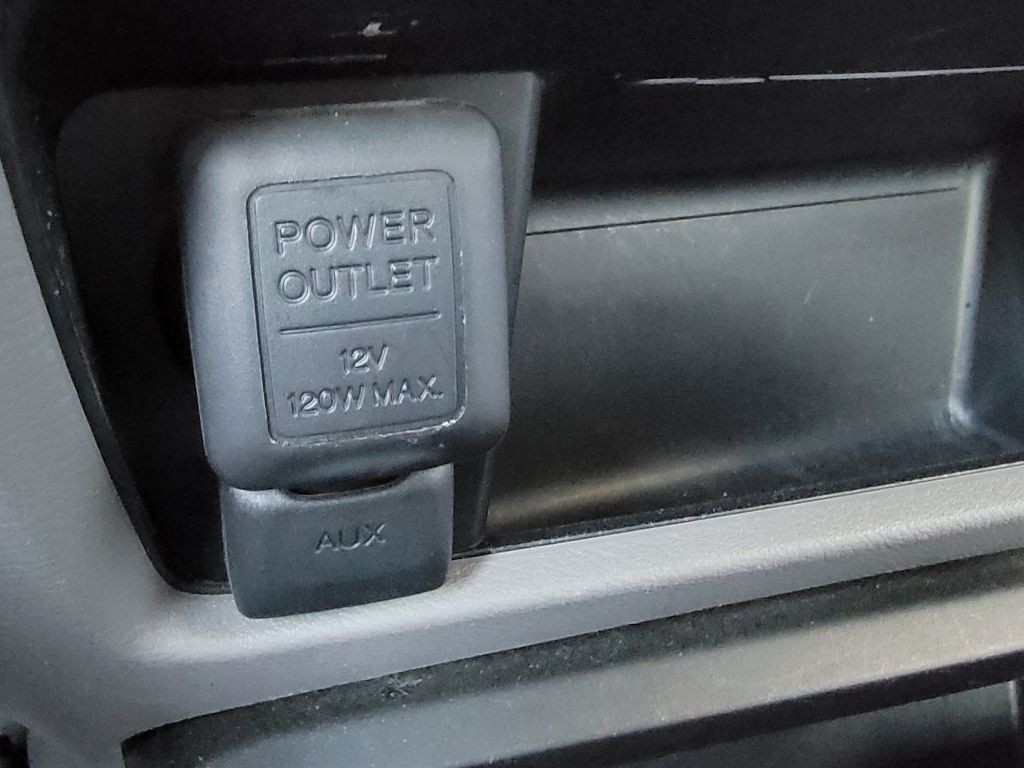 POWER
OUTLET
12V
120W MAX.
AUX